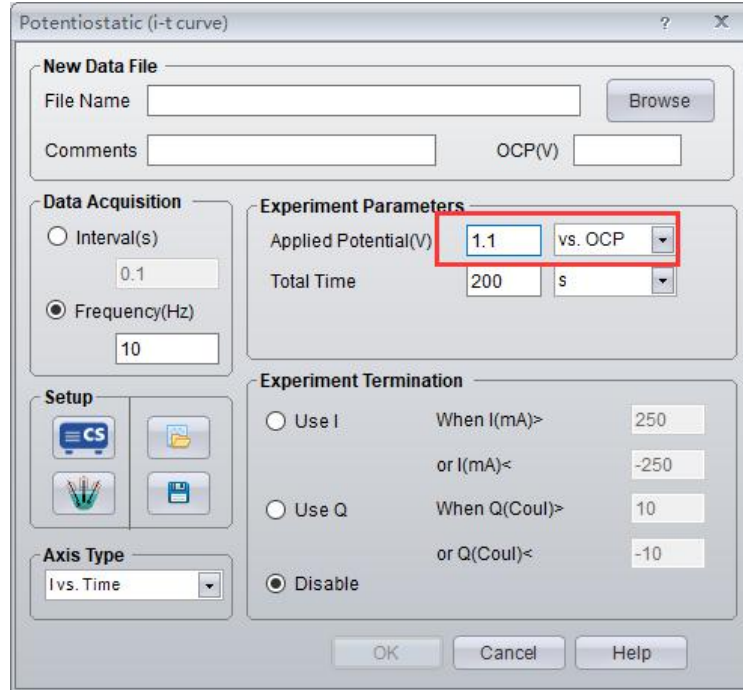 Potentiostatic (i-t curve) ? X
New Data File
File Name Browse
Comments OCP(V)
Data Acquisition
Interval(s)
0.1
Frequency(Hz)
10
Experiment Parameters
Applied Potential(V) 1.1 vs. OCP
Total Time 200 s
Setup
CS
Experiment Termination
Use I When I(mA)> 250
or I(mA)< -250
Use Q When Q(Coul)> 10
or Q(Coul)< -10
Disable
Axis Type
I vs. Time
OK Cancel Help